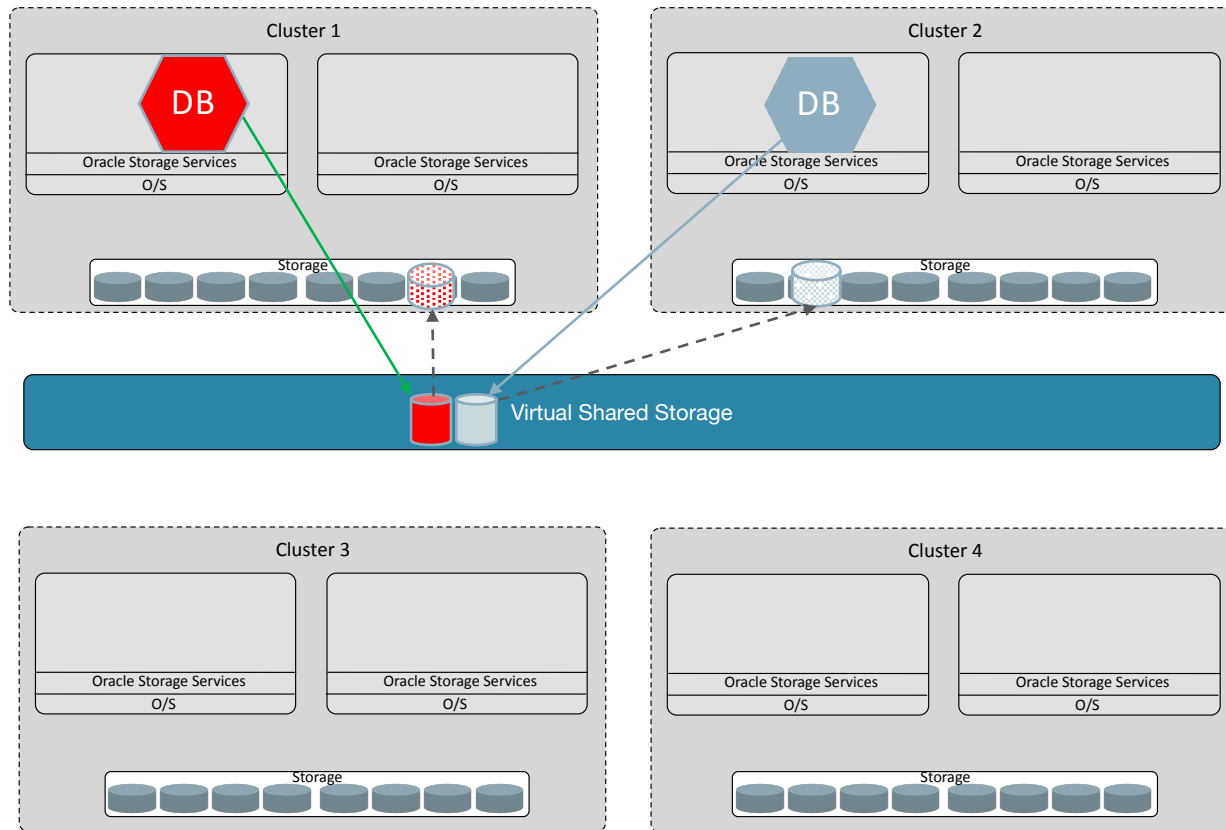 Cluster 1
DB
Oracle Storage Services
O/S
Oracle Storage Services
O/S
Storage
Cluster 2
DB
Oracle Storage Services
O/S
Oracle Storage Services
O/S
Storage
Virtual Shared Storage
Cluster 3
Oracle Storage Services
O/S
Oracle Storage Services
O/S
Storage
Cluster 4
Oracle Storage Services
O/S
Oracle Storage Services
O/S
Storage